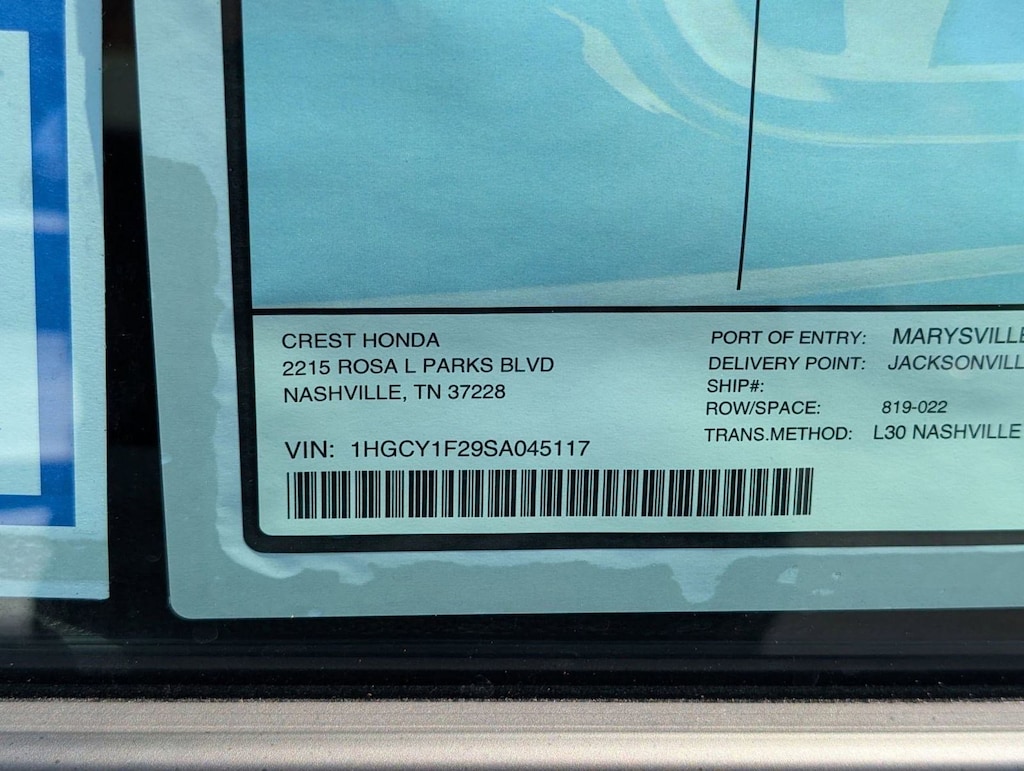 CREST HONDA
2215 ROSA L PARKS BLVD
NASHVILLE, TN 37228
VIN: 1HGCY1F29SA045117
PORT OF ENTRY: MARYSVILLE
DELIVERY POINT: JACKSONVILL
SHIP#:
ROW/SPACE: 819-022
TRANS.METHOD: L30 NASHVILLE